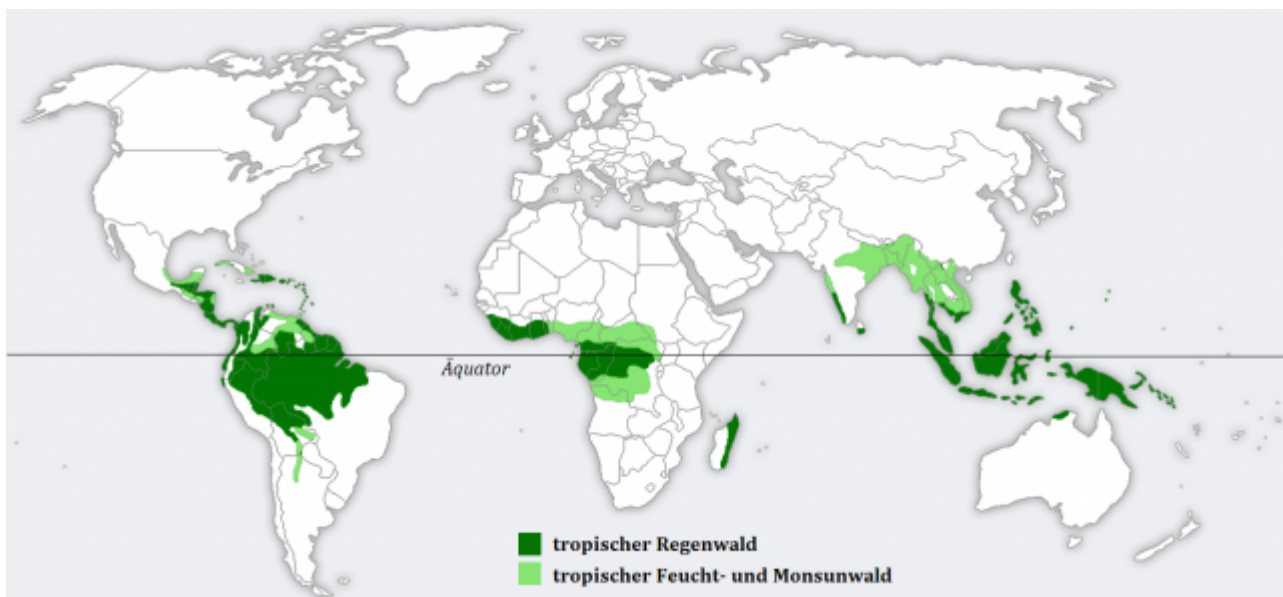 Äquator
tropischer Regenwald
tropischer Feucht- und Monsunwald